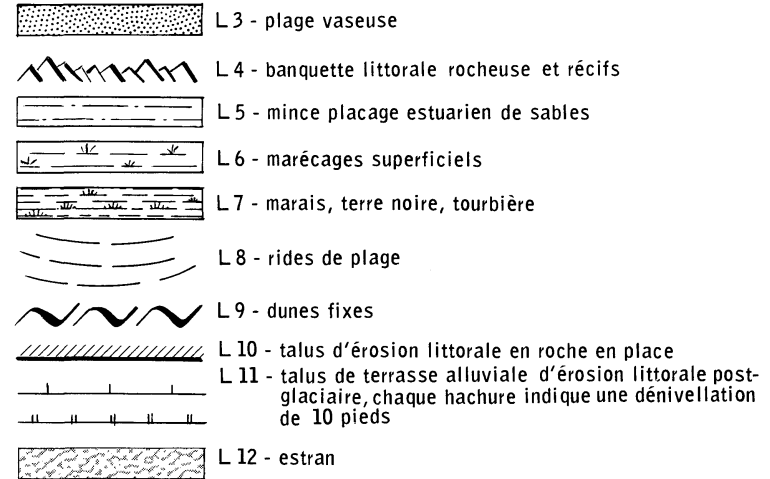 L 3 - plage vaseuse
L 4 - banquette littorale rocheuse et récifs
L 5 - mince placage estuarien de sables
L 6 - marécages superficiels
L 7 - marais, terre noire, tourbière
L 8 - rides de plage
L 9 - dunes fixes
L 10 - talus d'érosion littorale en roche en place
L 11 - talus de terrasse alluviale d'érosion littorale post-
glaciaire, chaque hachure indique une dénivellation
de 10 pieds
L 12 - estran